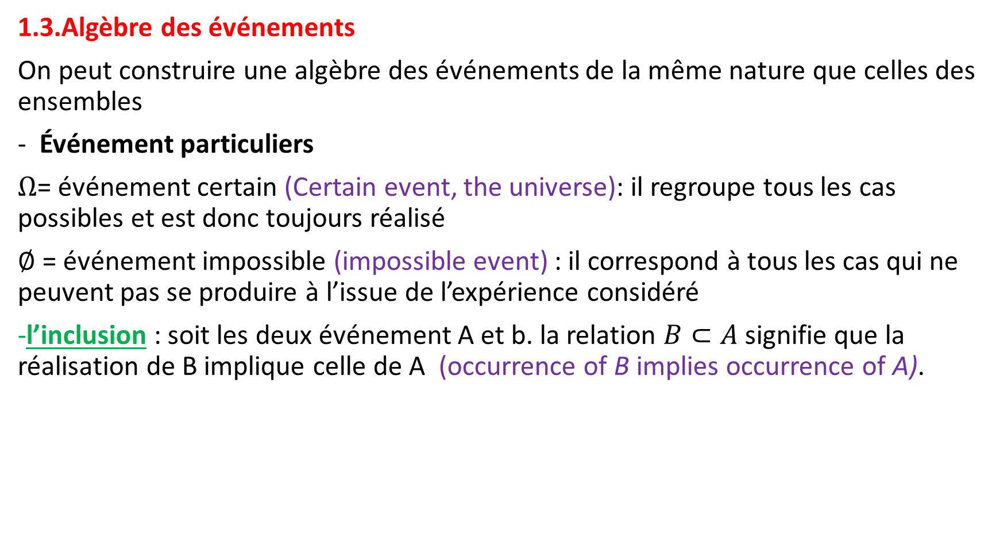 1.3.Algèbre des événements
On peut construire une algèbre des événements de la même nature que celles des
ensembles
- Événement particuliers
Ω= événement certain (Certain event, the universe): il regroupe tous les cas
possibles et est donc toujours réalisé
∅ = événement impossible (impossible event) : il correspond à tous les cas qui ne
peuvent pas se produire à l’issue de l’expérience considéré
-l’inclusion : soit les deux événement A et b. la relation B ⊂ A signifie que la
réalisation de B implique celle de A (occurrence of B implies occurrence of A).